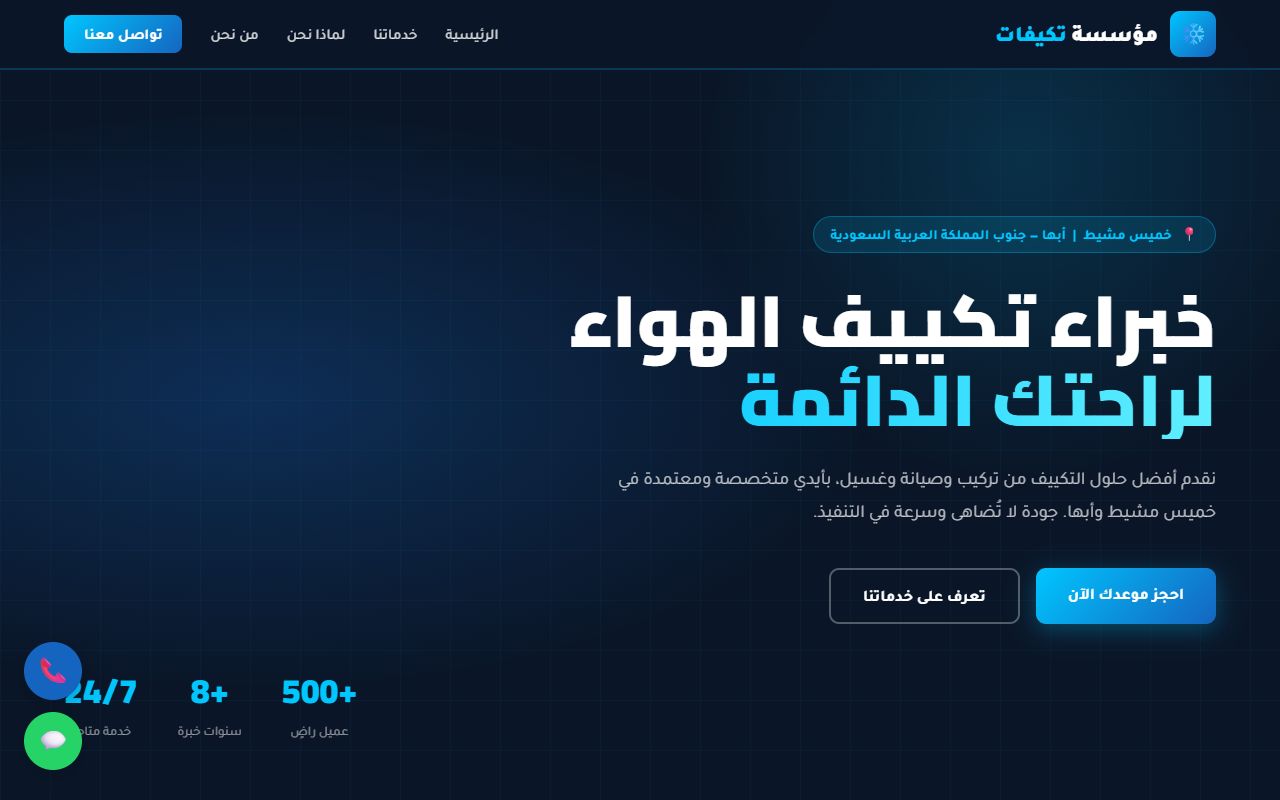 مؤسسة تكيفات
الرئيسية
خدماتنا
لماذا نحن
من نحن
تواصل معنا
خميس مشيط | أبها – جنوب المملكة العربية السعودية
خبراء تكييف الهواء
لراحتك الدائمة
نقدم أفضل حلول التكييف من تركيب وصيانة وغسيل، بأيدي متخصصة ومعتمدة في
خميس مشيط وأبها. جودة لا تُضاهى وسرعة في التنفيذ.
احجز موعدك الآن
تعرف على خدماتنا
500+
عميل راضٍ
8+
سنوات خبرة
24/7
خدمة